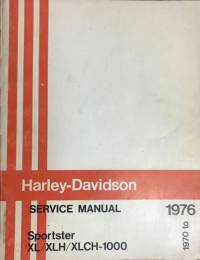 Harley-Davidson
SERVICE MANUAL
1976
1970 to
Sportster
XL/XLH/XLCH-1000